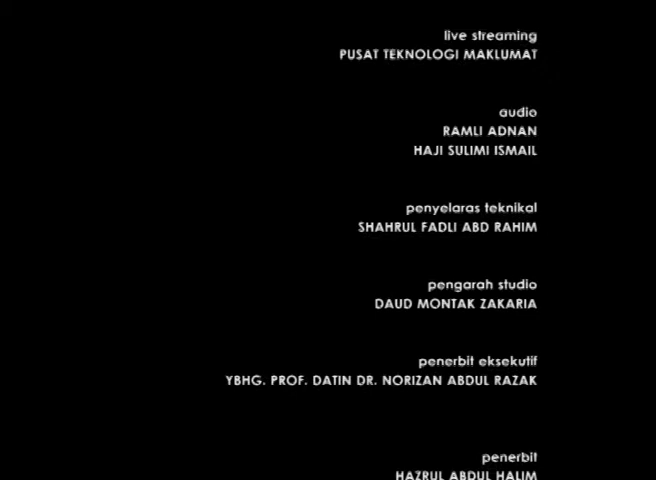 live streaming
PUSAT TEKNOLOGI MAKLUMAT
audio
RAMLI ADNAN
HAJI SULIMI ISMAIL
penyelaras teknikal
SHAHRUL FADLI ABD RAHIM
pengarah studio
DAUD MONTAK ZAKARIA
penerbit eksekutif
YBHG. PROF. DATIN DR. NORIZAN ABDUL RAZAK
penerbit
HAZRUL ABDUL HALIM